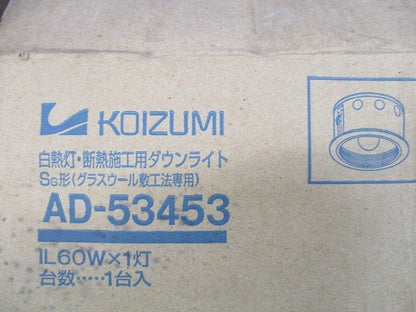 KOIZUMI
白熱灯・断熱施工用ダウンライト
SG形(グラスウール敷工法専用)
AD-53453
IL60W×1灯
台数‥‥‥1台入